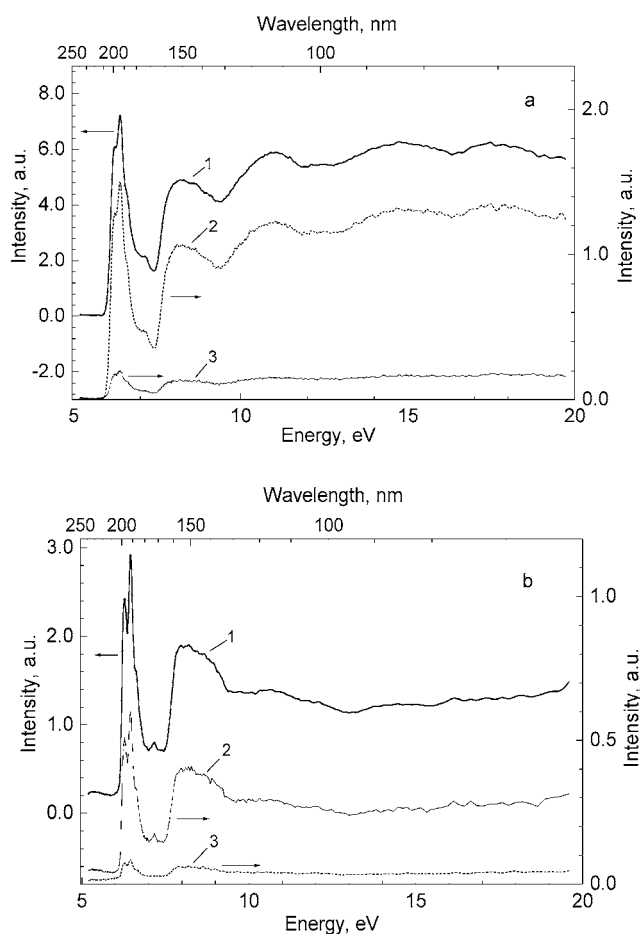 Wavelength, nm
250 200 150 100
8.0 a 2.0
6.0
1
4.0
2 1.0
2.0
0.0
3
-2.0
0.0
5 10 15 20
Intensity, a.u.
Intensity, a.u.
Energy, eV
Wavelength, nm
250 200 150 100
3.0 b
1.0
1
2.0
2 0.5
1.0
0.0 3
0.0
5 10 15 20
Intensity, a.u.
Intensity, a.u.
Energy, eV